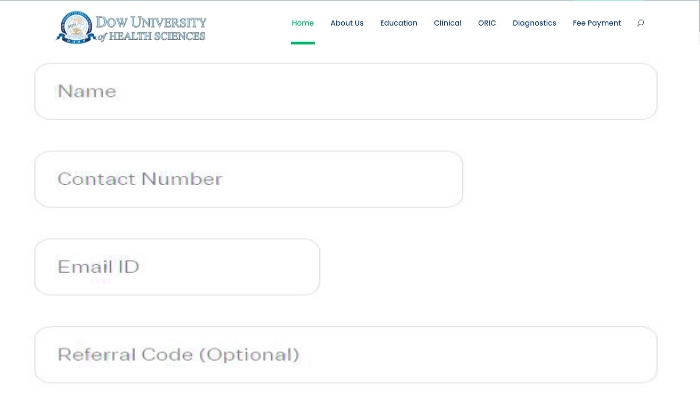 DOW UNIVERSITY
of HEALTH SCIENCES
Home About Us Education Clinical ORIC Diagnostics Fee Payment
Name
Contact Number
Email ID
Referral Code (Optional)